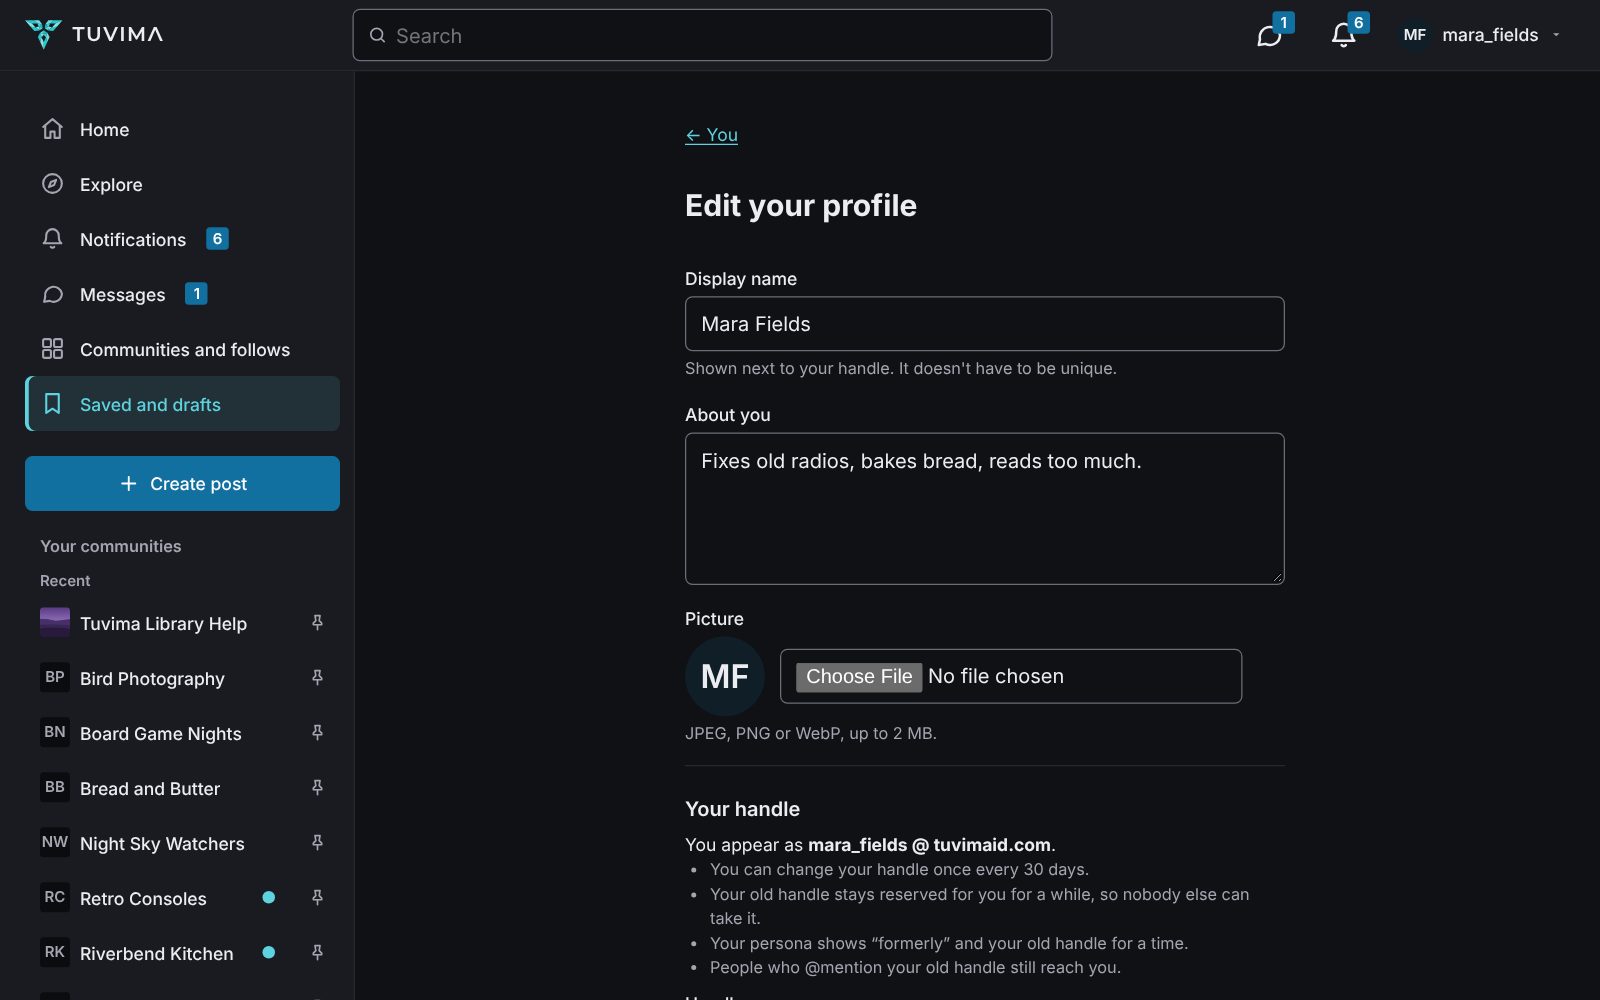 TUVIMA
Search
1
6
MF
mara_fields
Home
Explore
Notifications 6
Messages 1
Communities and follows
Saved and drafts
Create post
Your communities
Recent
Tuvima Library Help
BP Bird Photography
BN Board Game Nights
BB Bread and Butter
NW Night Sky Watchers
RC Retro Consoles
RK Riverbend Kitchen
← You
Edit your profile
Display name
Mara Fields
Shown next to your handle. It doesn't have to be unique.
About you
Fixes old radios, bakes bread, reads too much.
Picture
MF
Choose File No file chosen
JPEG, PNG or WebP, up to 2 MB.
Your handle
You appear as mara_fields @ tuvimaid.com.
• You can change your handle once every 30 days.
• Your old handle stays reserved for you for a while, so nobody else can
take it.
• Your persona shows “formerly” and your old handle for a time.
• People who @mention your old handle still reach you.